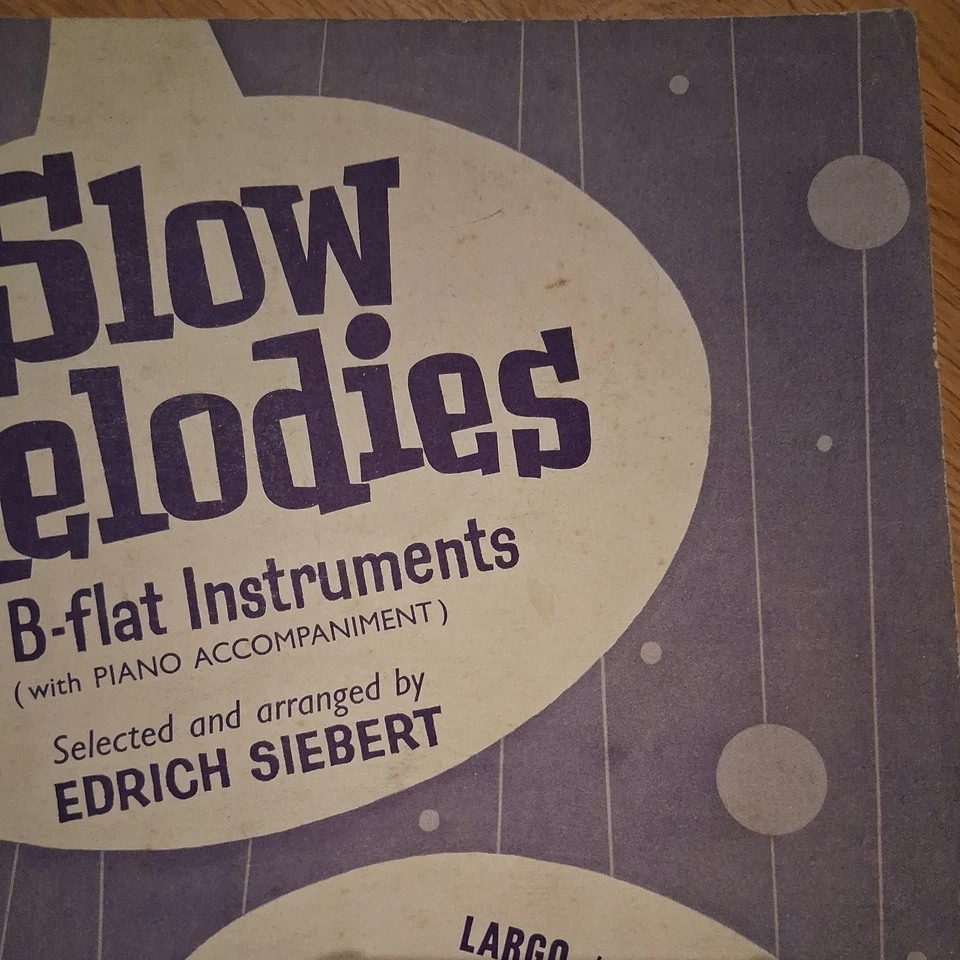 Slow
elodies
B-flat Instruments
(with PIANO ACCOMPANIMENT)
Selected and arranged by
EDRICH SIEBERT
LARGO